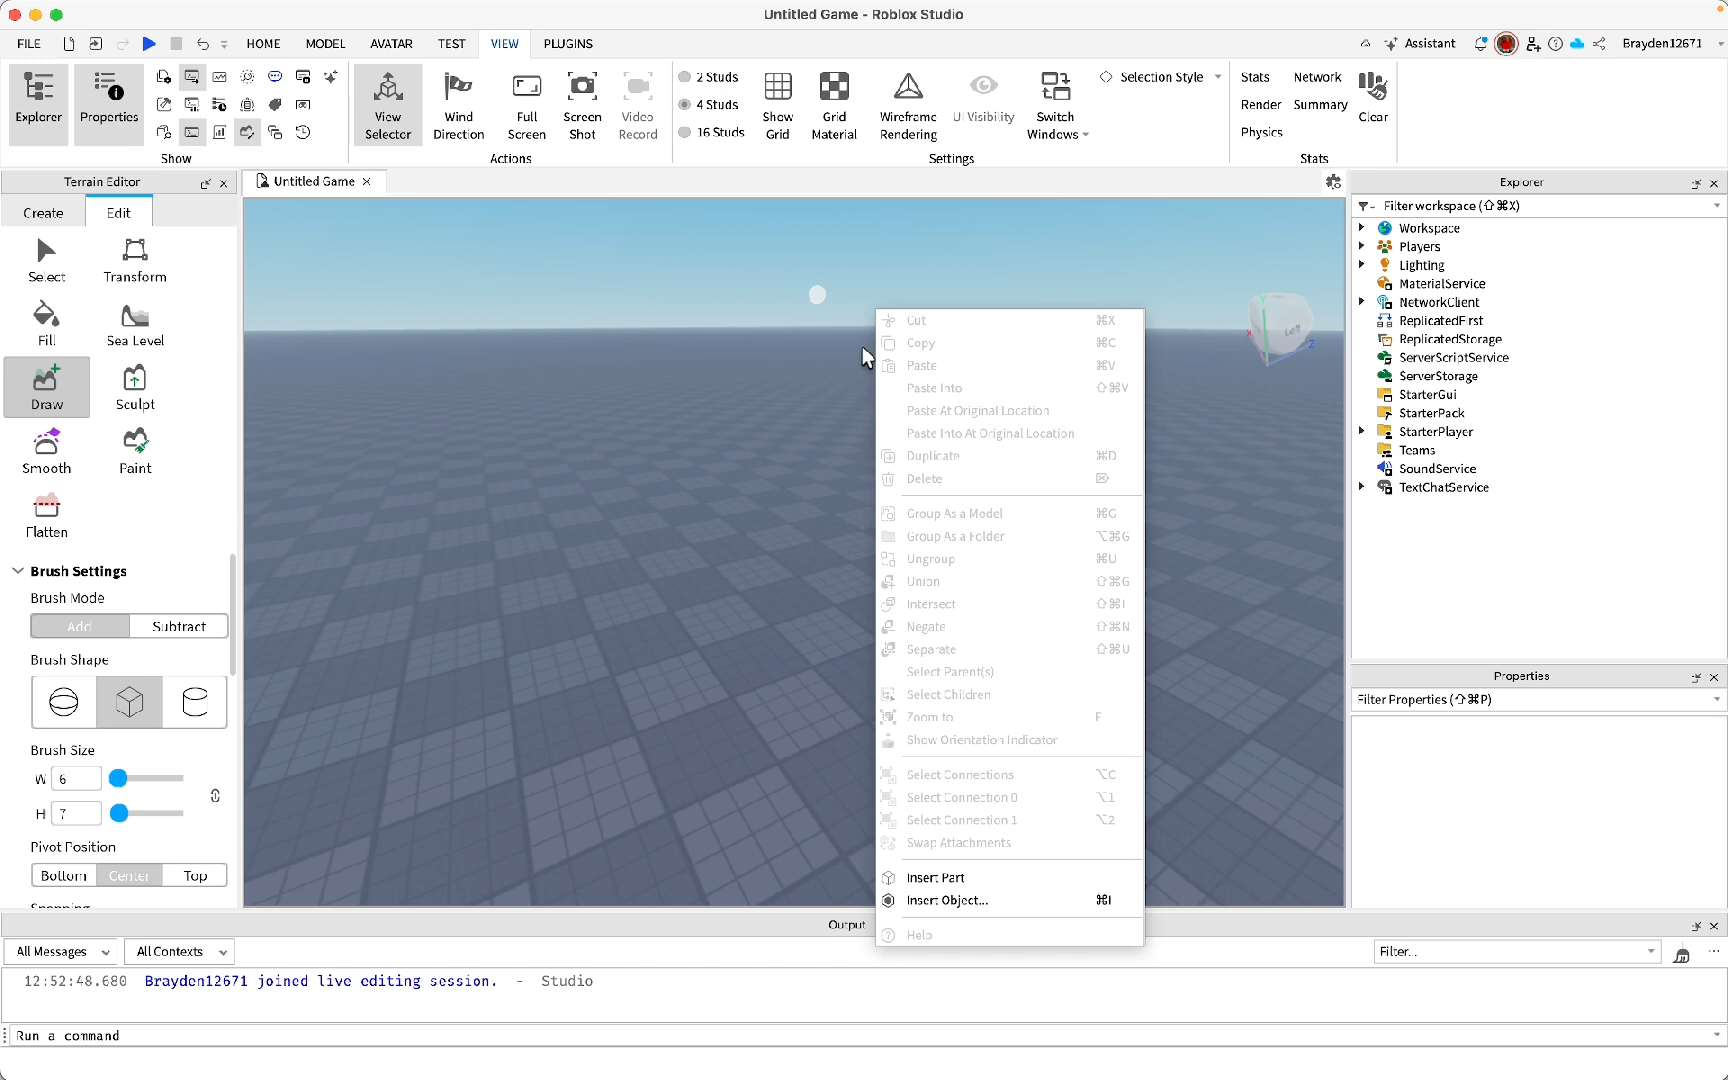 Untitled Game - Roblox Studio
FILE HOME MODEL AVATAR TEST VIEW PLUGINS Assistant Brayden12671
Explorer
Properties
Show
View Selector
Wind Direction
Full Screen
Screen Shot
Video Record
Actions
2 Studs
4 Studs
16 Studs
Show Grid
Grid Material
Wireframe Rendering
UI Visibility
Switch Windows
Selection Style
Settings
Stats Network
Render Summary
Physics
Clear
Stats
Terrain Editor
Create Edit
Select Transform
Fill Sea Level
Draw Sculpt
Smooth Paint
Flatten
Brush Settings
Brush Mode
Add Subtract
Brush Shape
Brush Size
W 6
H 7
Pivot Position
Bottom Center Top
Snapping
Untitled Game
Left
X
Z
Cut ⌘X
Copy ⌘C
Paste ⌘V
Paste Into ⇧⌘V
Paste At Original Location
Paste Into At Original Location
Duplicate ⌘D
Delete ⌦
Group As a Model ⌘G
Group As a Folder ⌥⌘G
Ungroup ⌘U
Union ⇧⌘G
Intersect ⇧⌘I
Negate ⇧⌘N
Separate ⇧⌘U
Select Parent(s)
Select Children
Zoom to F
Show Orientation Indicator
Select Connections ⌥C
Select Connection 0 ⌥1
Select Connection 1 ⌥2
Swap Attachments
Insert Part
Insert Object... ⌘I
Help
Explorer
Filter workspace (⇧⌘X)
Workspace
Players
Lighting
MaterialService
NetworkClient
ReplicatedFirst
ReplicatedStorage
ServerScriptService
ServerStorage
StarterGui
StarterPack
StarterPlayer
Teams
SoundService
TextChatService
Properties
Filter Properties (⇧⌘P)
Output
All Messages All Contexts Filter...
12:52:48.680 Brayden12671 joined live editing session. - Studio
Run a command